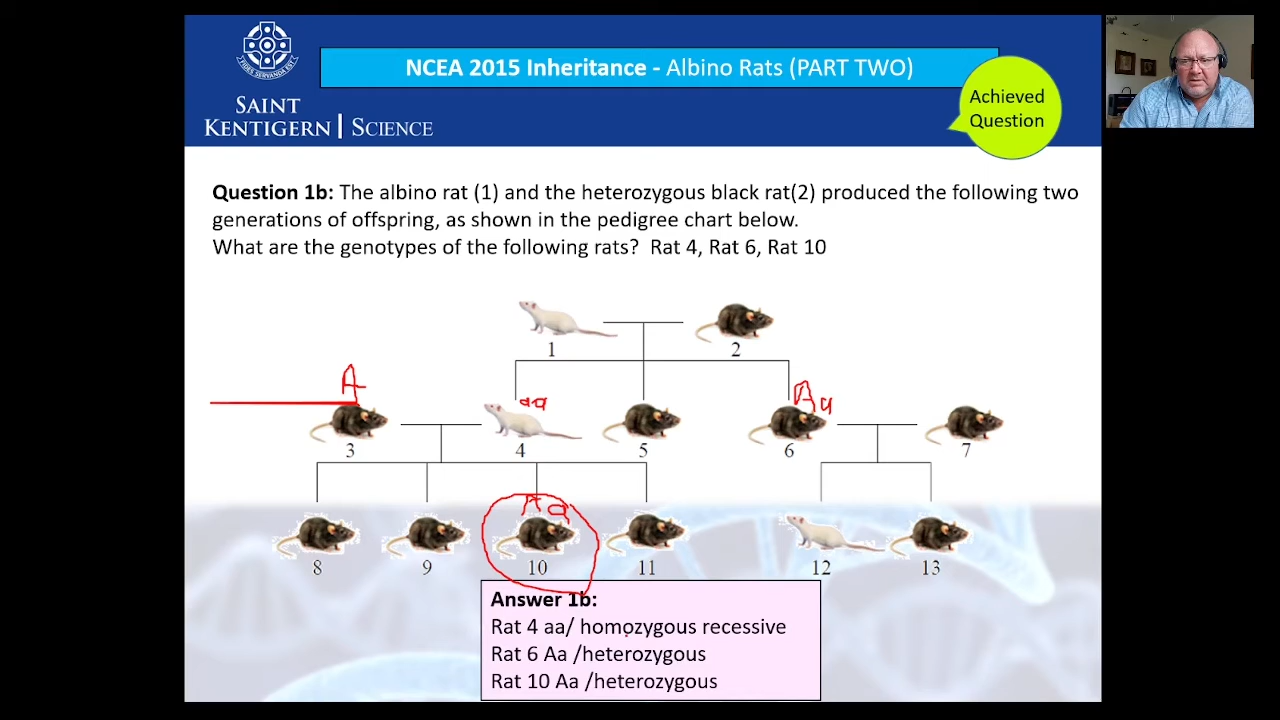 FIDES SERVANDA EST
SAINT
KENTIGERN | SCIENCE
NCEA 2015 Inheritance - Albino Rats (PART TWO)
Achieved
Question
Question 1b: The albino rat (1) and the heterozygous black rat(2) produced the following two
generations of offspring, as shown in the pedigree chart below.
What are the genotypes of the following rats? Rat 4, Rat 6, Rat 10
1
2
A
aa
Aa
3
4
5
6
7
Aa
8
9
10
11
12
13
Answer 1b:
Rat 4 aa/ homozygous recessive
Rat 6 Aa /heterozygous
Rat 10 Aa /heterozygous